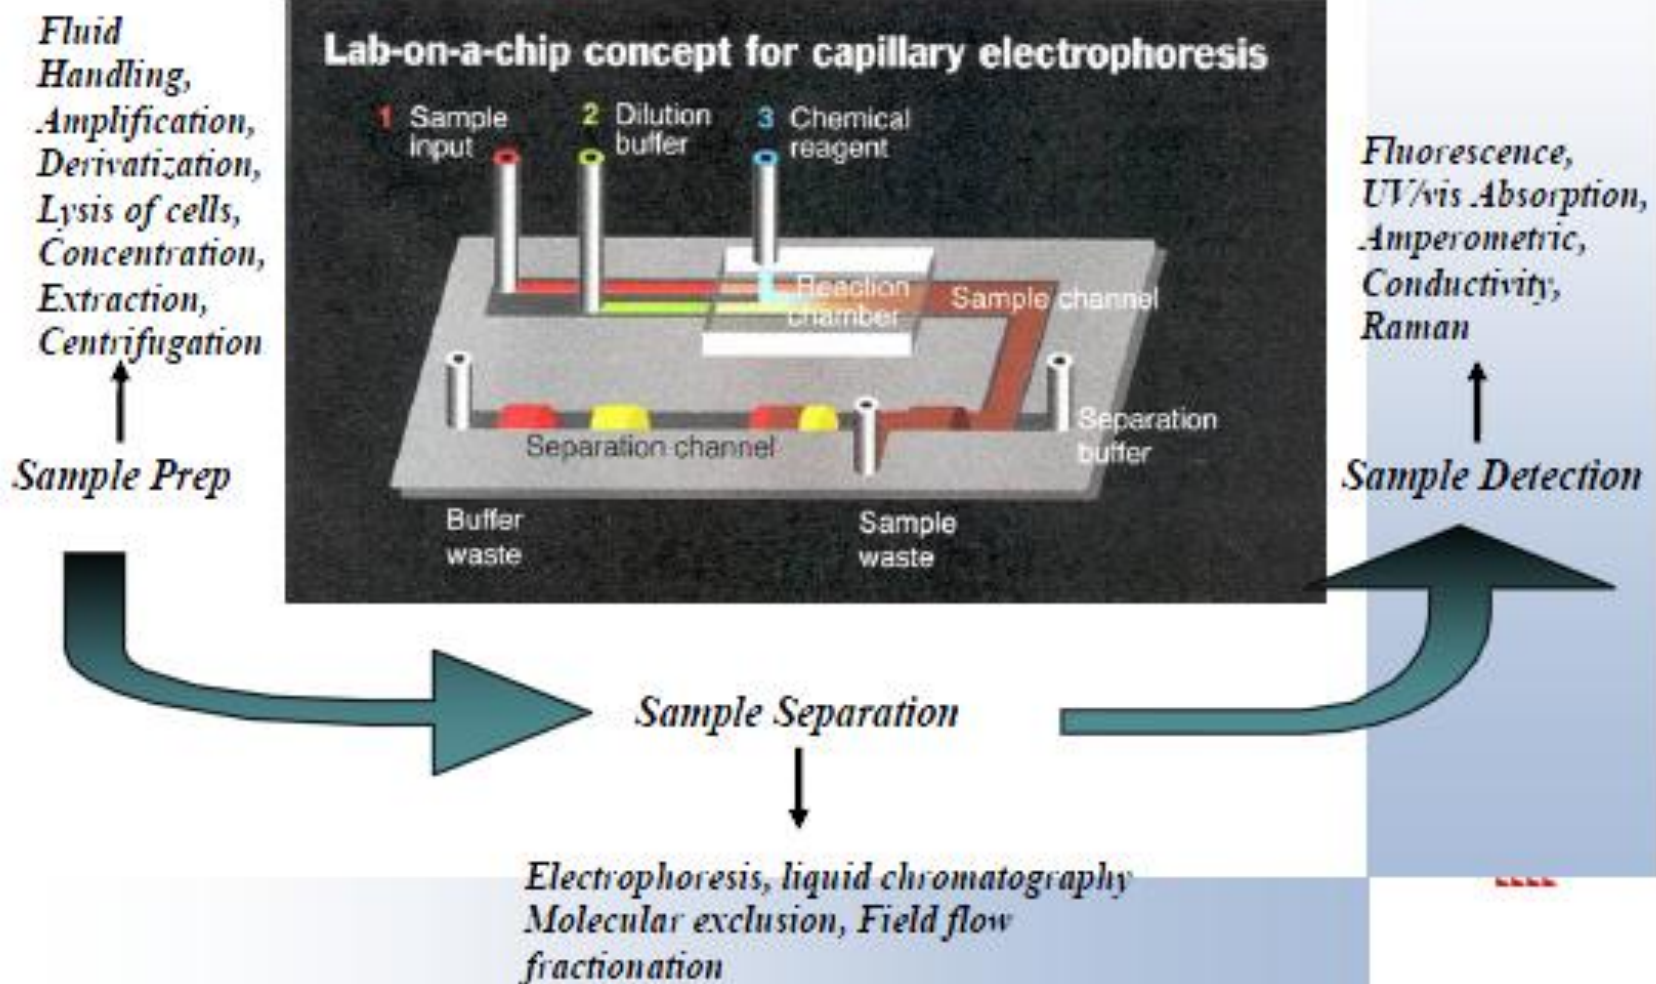 Fluid
Handling,
Amplification,
Derivatization,
Lysis of cells,
Concentration,
Extraction,
Centrifugation
Sample Prep
Lab-on-a-chip concept for capillary electrophoresis
1 Sample
input
2 Dilution
buffer
3 Chemical
reagent
Reaction
chamber
Sample channel
Separation channel
Separation
buffer
Buffer
waste
Sample
waste
Fluorescence,
UV/vis Absorption,
Amperometric,
Conductivity,
Raman
Sample Detection
Sample Separation
Electrophoresis, liquid chromatography
Molecular exclusion, Field flow
fractionation